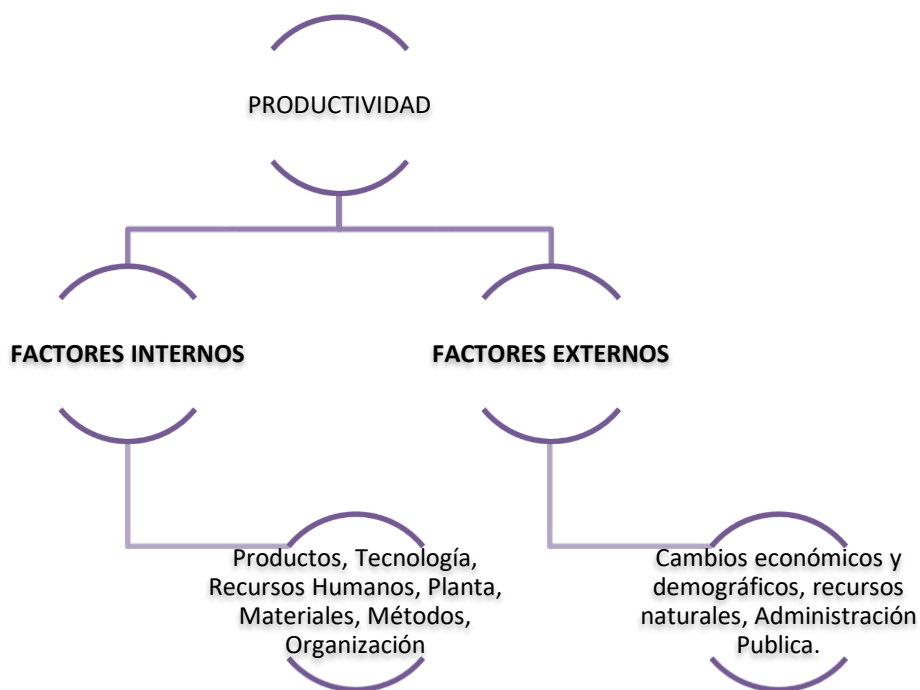 PRODUCTIVIDAD
FACTORES INTERNOS
FACTORES EXTERNOS
Productos, Tecnología,
Recursos Humanos, Planta,
Materiales, Métodos,
Organización
Cambios económicos y
demográficos, recursos
naturales, Administración
Publica.